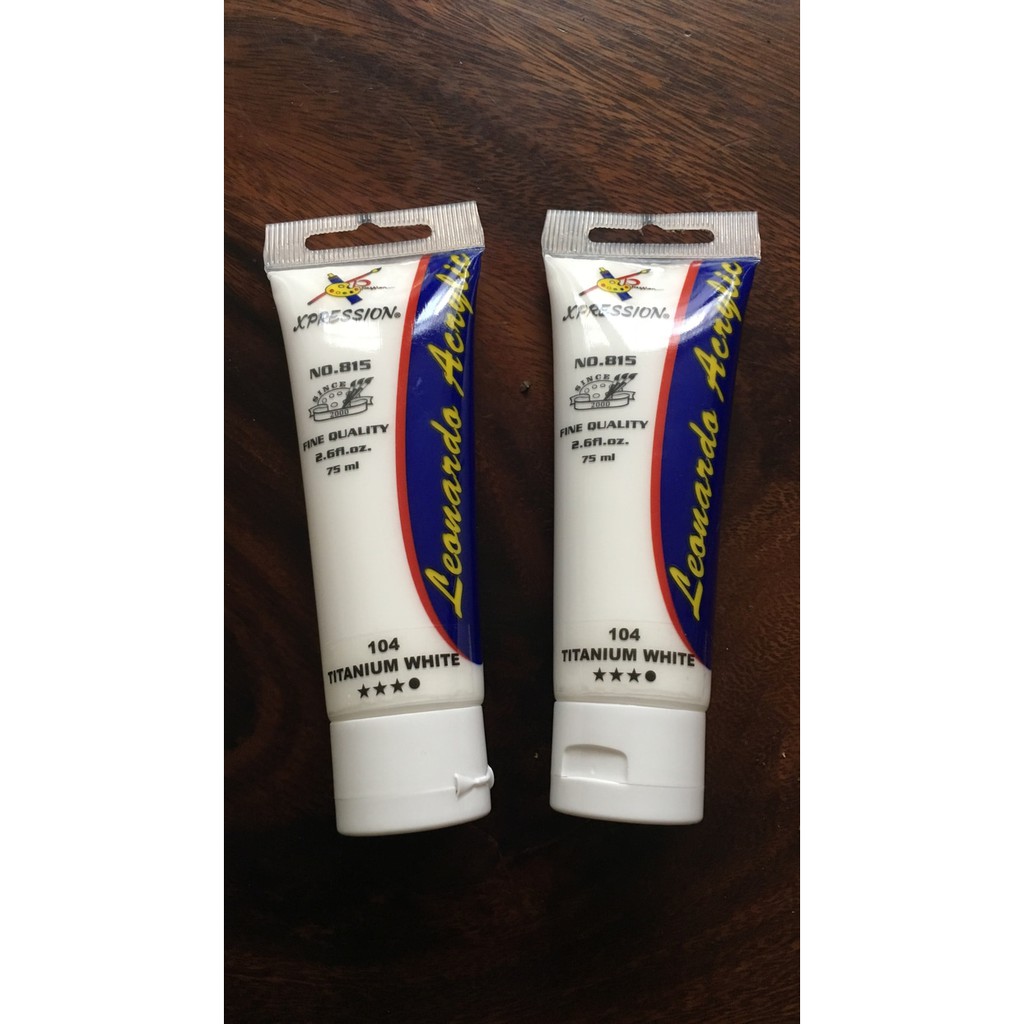 XPRESSION®
NO.815
SINCE
2000
FINE QUALITY
2.6fl.oz.
75 ml
Leonardo Acrylic
104
TITANIUM WHITE
XPRESSION®
NO.815
SINCE
2000
FINE QUALITY
2.6fl.oz.
75 ml
Leonardo Acrylic
104
TITANIUM WHITE